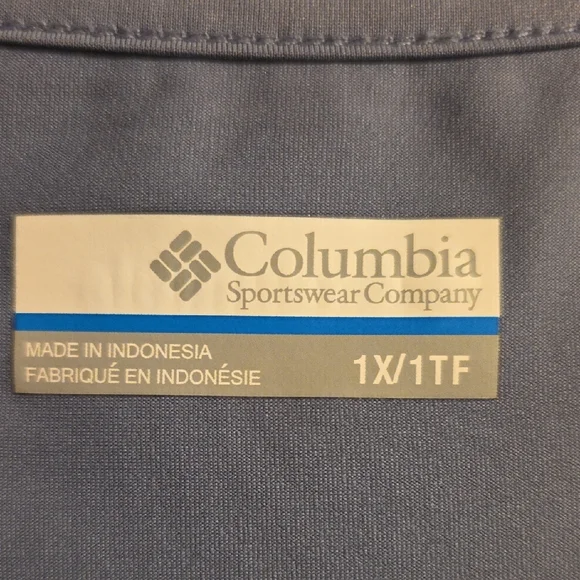 Columbia
Sportswear Company
MADE IN INDONESIA
FABRIQUÉ EN INDONÉSIE
1X/1TF